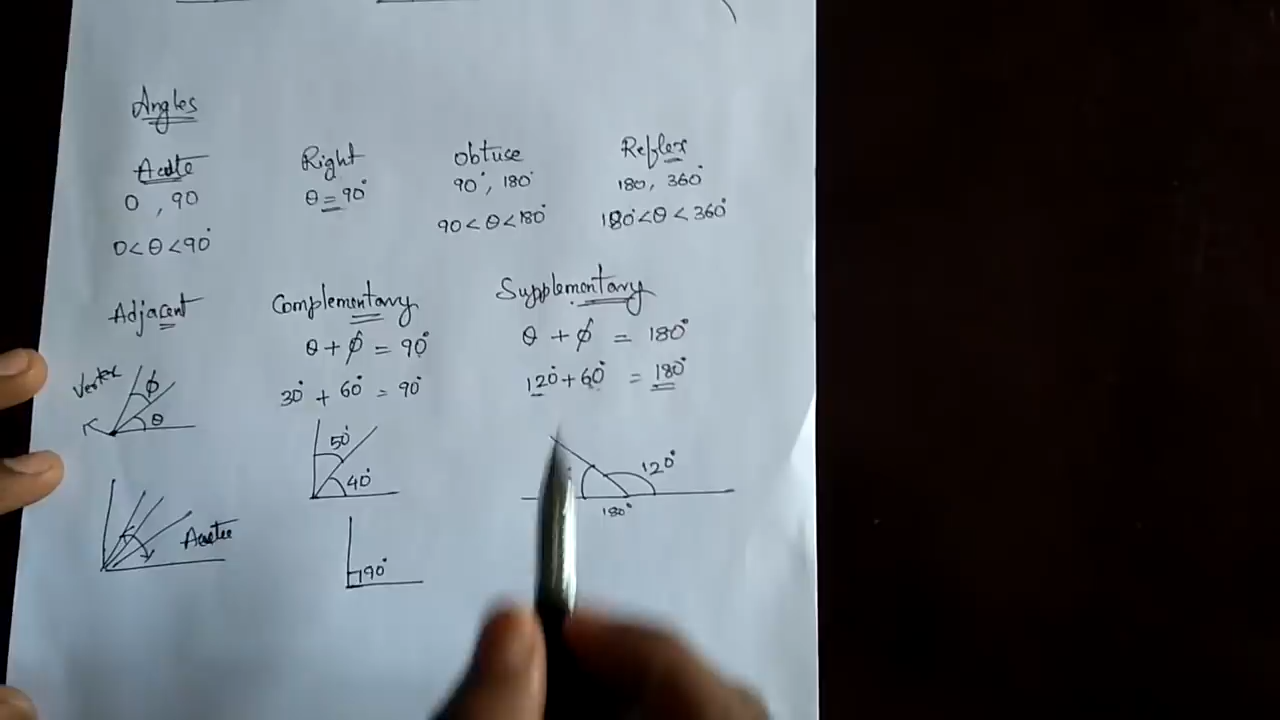 Angles
Acute
0 , 90
0 < θ < 90°
Right
θ = 90°
Obtuse
90°, 180°
90 < θ < 180°
Reflex
180, 360°
180° < θ < 360°
Adjacent
Vertex
ϕ
θ
Complementary
θ + ϕ = 90°
30° + 60° = 90°
50°
40°
90°
Supplementary
θ + ϕ = 180°
120° + 60° = 180°
120°
180°